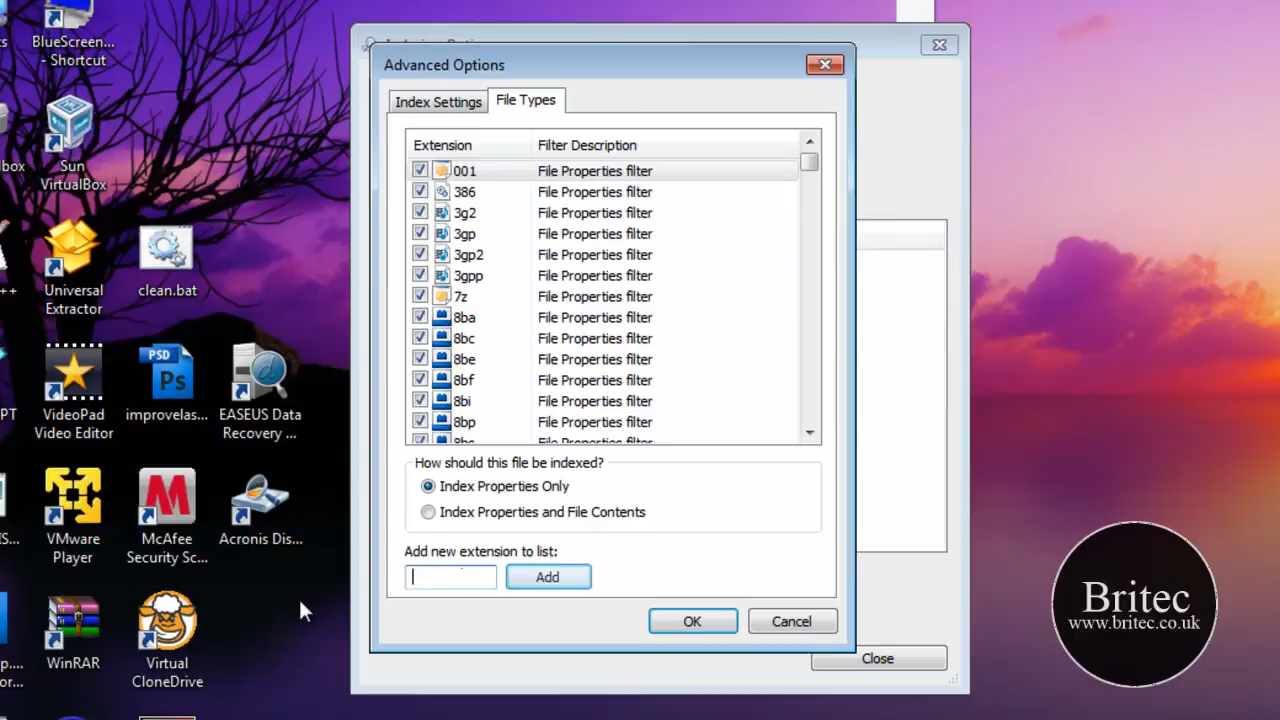 BlueScreen...
- Shortcut
Sun
VirtualBox
box
Universal
Extractor
++
clean.bat
PPT
VideoPad
Video Editor
PSD
Ps
improvelas...
EASEUS Data
Recovery ...
S...
VMware
Player
McAfee
Security Sc...
Acronis Dis...
p....
or...
WinRAR
Virtual
CloneDrive
Advanced Options
Index Settings
File Types
Extension Filter Description
001 File Properties filter
386 File Properties filter
3g2 File Properties filter
3gp File Properties filter
3gp2 File Properties filter
3gpp File Properties filter
7z File Properties filter
8ba File Properties filter
8bc File Properties filter
8be File Properties filter
8bf File Properties filter
8bi File Properties filter
8bp File Properties filter
How should this file be indexed?
Index Properties Only
Index Properties and File Contents
Add new extension to list:
Add
OK
Cancel
Close
Britec
www.britec.co.uk